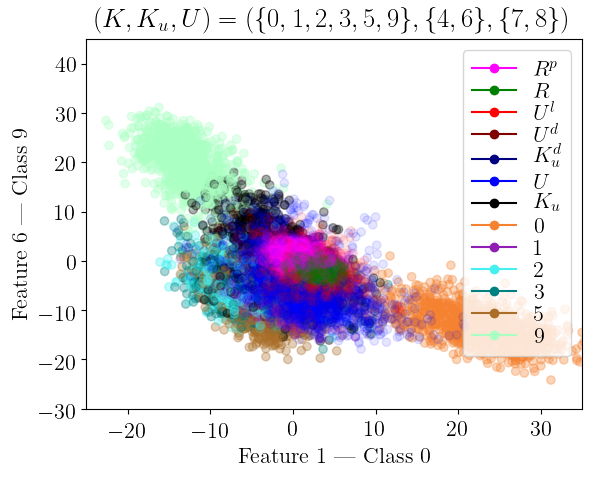 (K, K_u, U) = ({0, 1, 2, 3, 5, 9}, {4, 6}, {7, 8})
40
30
20
10
0
−10
−20
−30
Feature 6 — Class 9
R^p
R
U^l
U^d
K_u^d
U
K_u
0
1
2
3
5
9
−20 −10 0 10 20 30
Feature 1 — Class 0